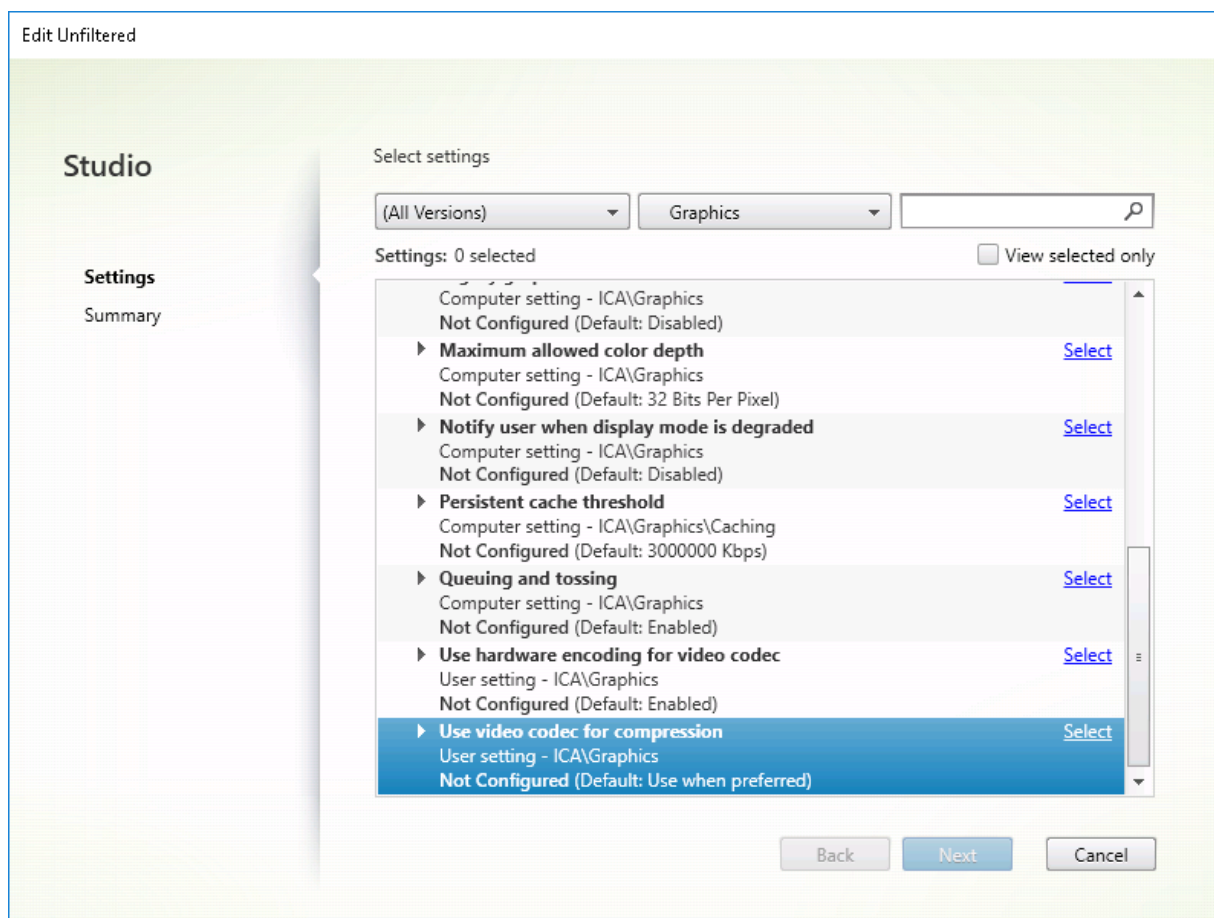 Edit Unfiltered
Studio
Settings
Summary
Select settings
(All Versions) Graphics
Settings: 0 selected View selected only
Computer setting - ICA\Graphics
Not Configured (Default: Disabled)
Maximum allowed color depth Select
Computer setting - ICA\Graphics
Not Configured (Default: 32 Bits Per Pixel)
Notify user when display mode is degraded Select
Computer setting - ICA\Graphics
Not Configured (Default: Disabled)
Persistent cache threshold Select
Computer setting - ICA\Graphics\Caching
Not Configured (Default: 3000000 Kbps)
Queuing and tossing Select
Computer setting - ICA\Graphics
Not Configured (Default: Enabled)
Use hardware encoding for video codec Select
User setting - ICA\Graphics
Not Configured (Default: Enabled)
Use video codec for compression Select
User setting - ICA\Graphics
Not Configured (Default: Use when preferred)
Back Next Cancel